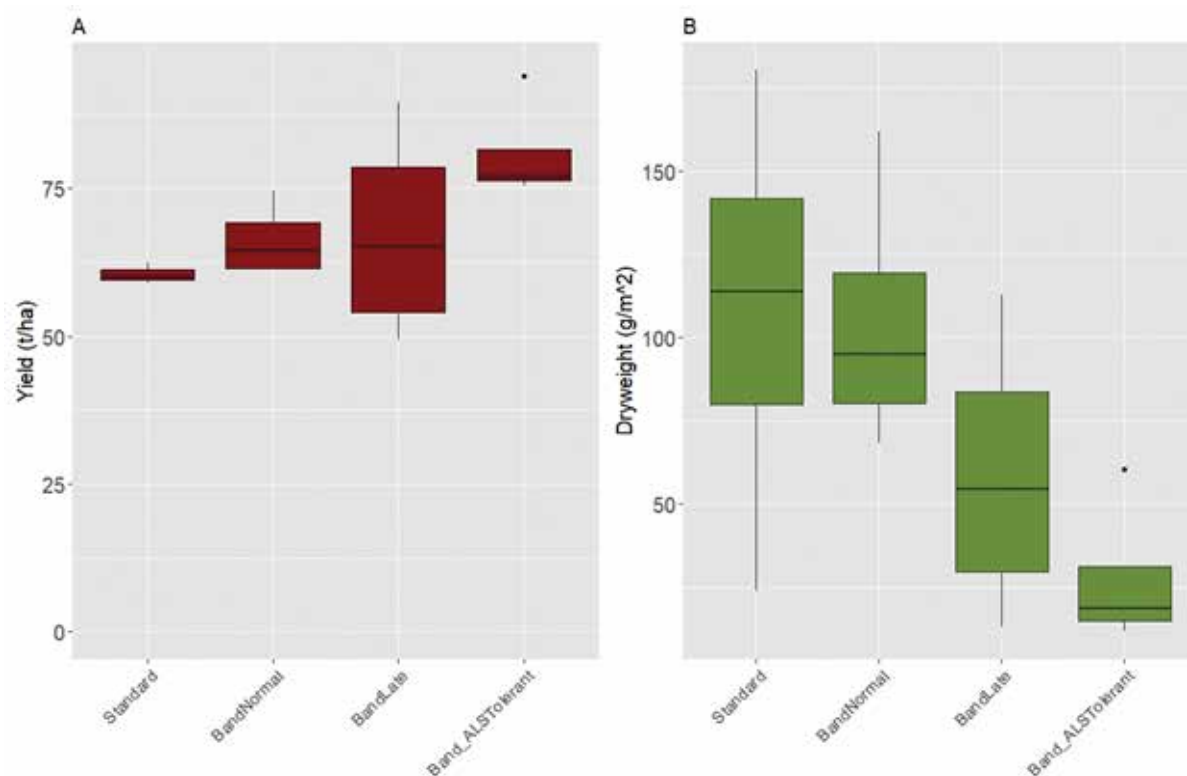 A
Yield (t/ha)
75
50
25
0
Standard
BandNormal
BandLate
Band_ALSTolerant
B
Dryweight (g/m^2)
150
100
50
Standard
BandNormal
BandLate
Band_ALSTolerant